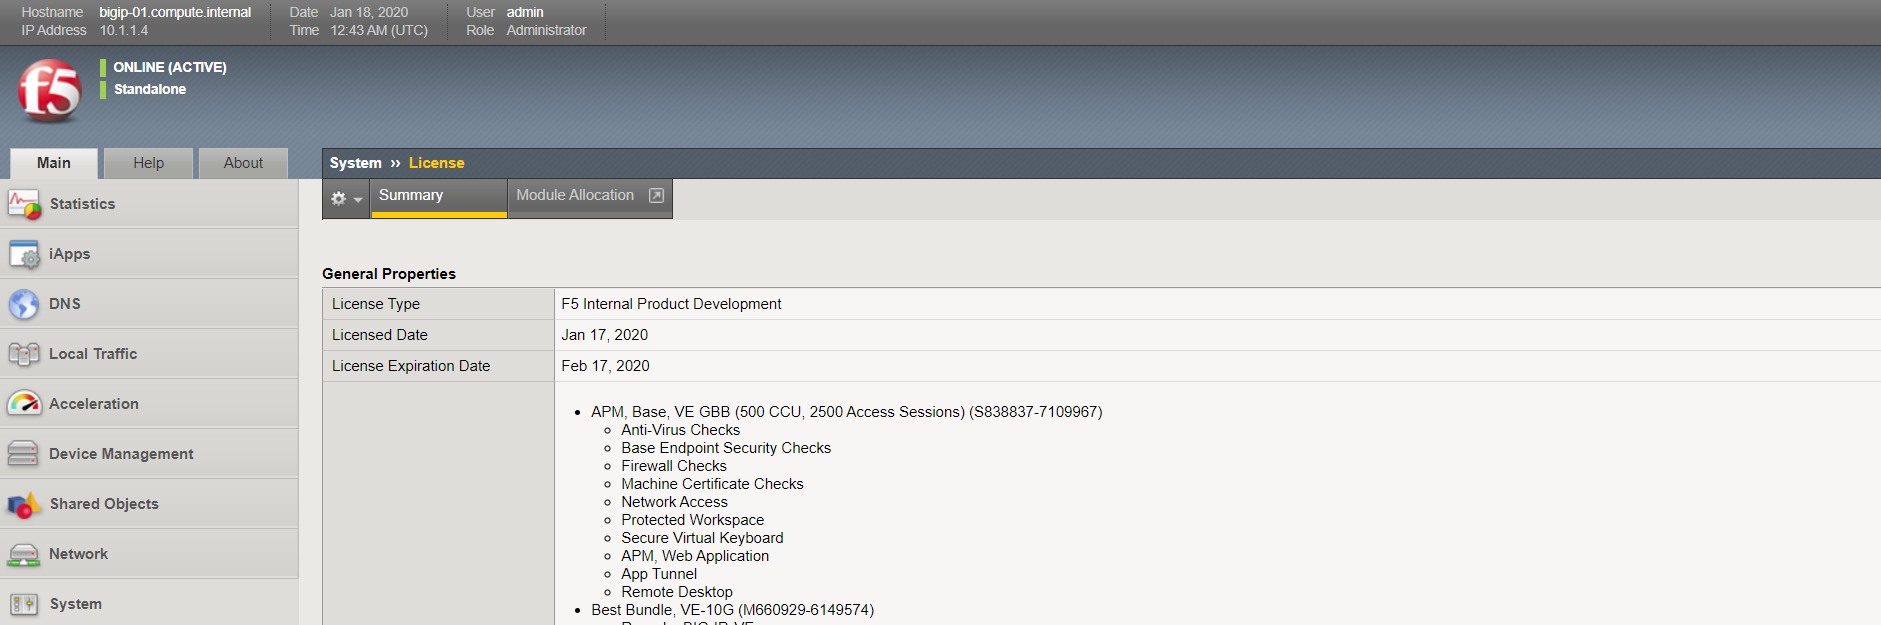 Hostname bigip-01.compute.internal Date Jan 18, 2020 User admin
IP Address 10.1.1.4 Time 12:43 AM (UTC) Role Administrator
f5
ONLINE (ACTIVE)
Standalone
Main Help About
System ›› License
Summary Module Allocation
Statistics
iApps
DNS
Local Traffic
Acceleration
Device Management
Shared Objects
Network
System
General Properties
License Type F5 Internal Product Development
Licensed Date Jan 17, 2020
License Expiration Date Feb 17, 2020
• APM, Base, VE GBB (500 CCU, 2500 Access Sessions) (S838837-7109967)
◦ Anti-Virus Checks
◦ Base Endpoint Security Checks
◦ Firewall Checks
◦ Machine Certificate Checks
◦ Network Access
◦ Protected Workspace
◦ Secure Virtual Keyboard
◦ APM, Web Application
◦ App Tunnel
◦ Remote Desktop
• Best Bundle, VE-10G (M660929-6149574)